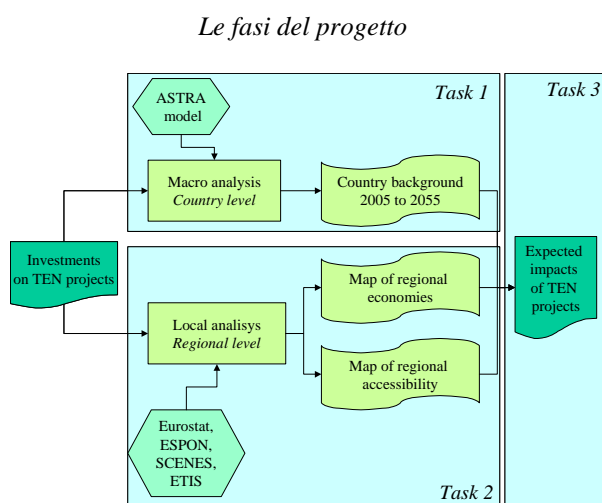 Le fasi del progetto
Task 1
Task 3
ASTRA
model
Macro analysis
Country level
Country background
2005 to 2055
Investments
on TEN projects
Expected
impacts
of TEN
projects
Map of regional
economies
Local analisys
Regional level
Map of regional
accessibility
Eurostat,
ESPON,
SCENES,
ETIS
Task 2